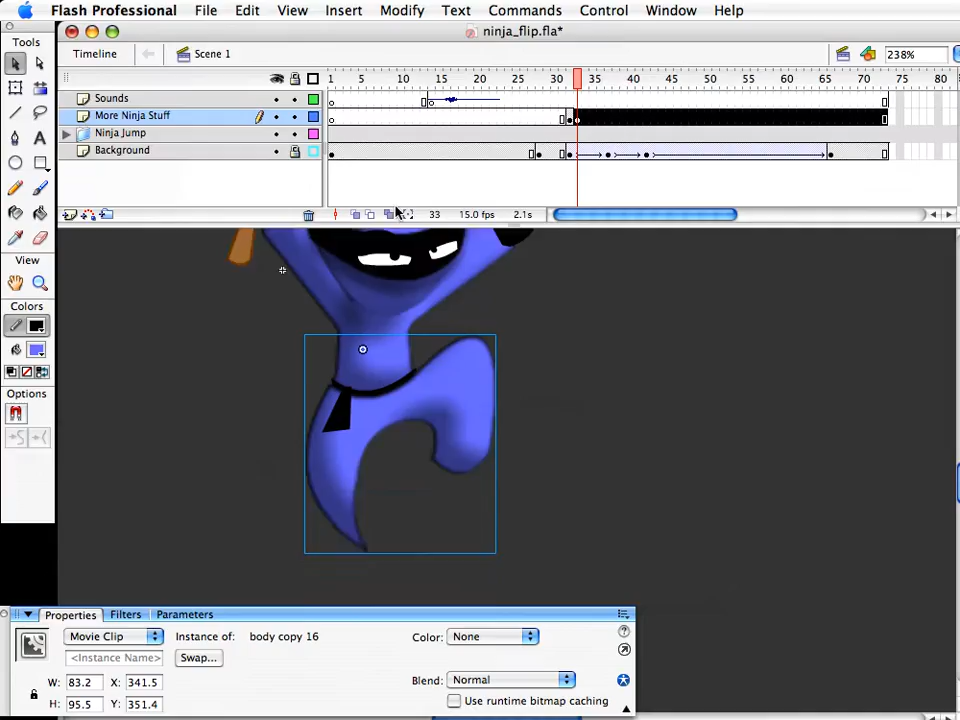 Flash Professional File Edit View Insert Modify Text Commands Control Window Help
ninja_flip.fla*
Tools
Timeline Scene 1 238%
1 5 10 15 20 25 30 35 40 45 50 55 60 65 70 75 80
Sounds
More Ninja Stuff
Ninja Jump
Background
33 15.0 fps 2.1s
View
Colors
Options
Properties Filters Parameters
Movie Clip Instance of: body copy 16 Color: None
<Instance Name> Swap...
W: 83.2 X: 341.5 Blend: Normal
H: 95.5 Y: 351.4 Use runtime bitmap caching